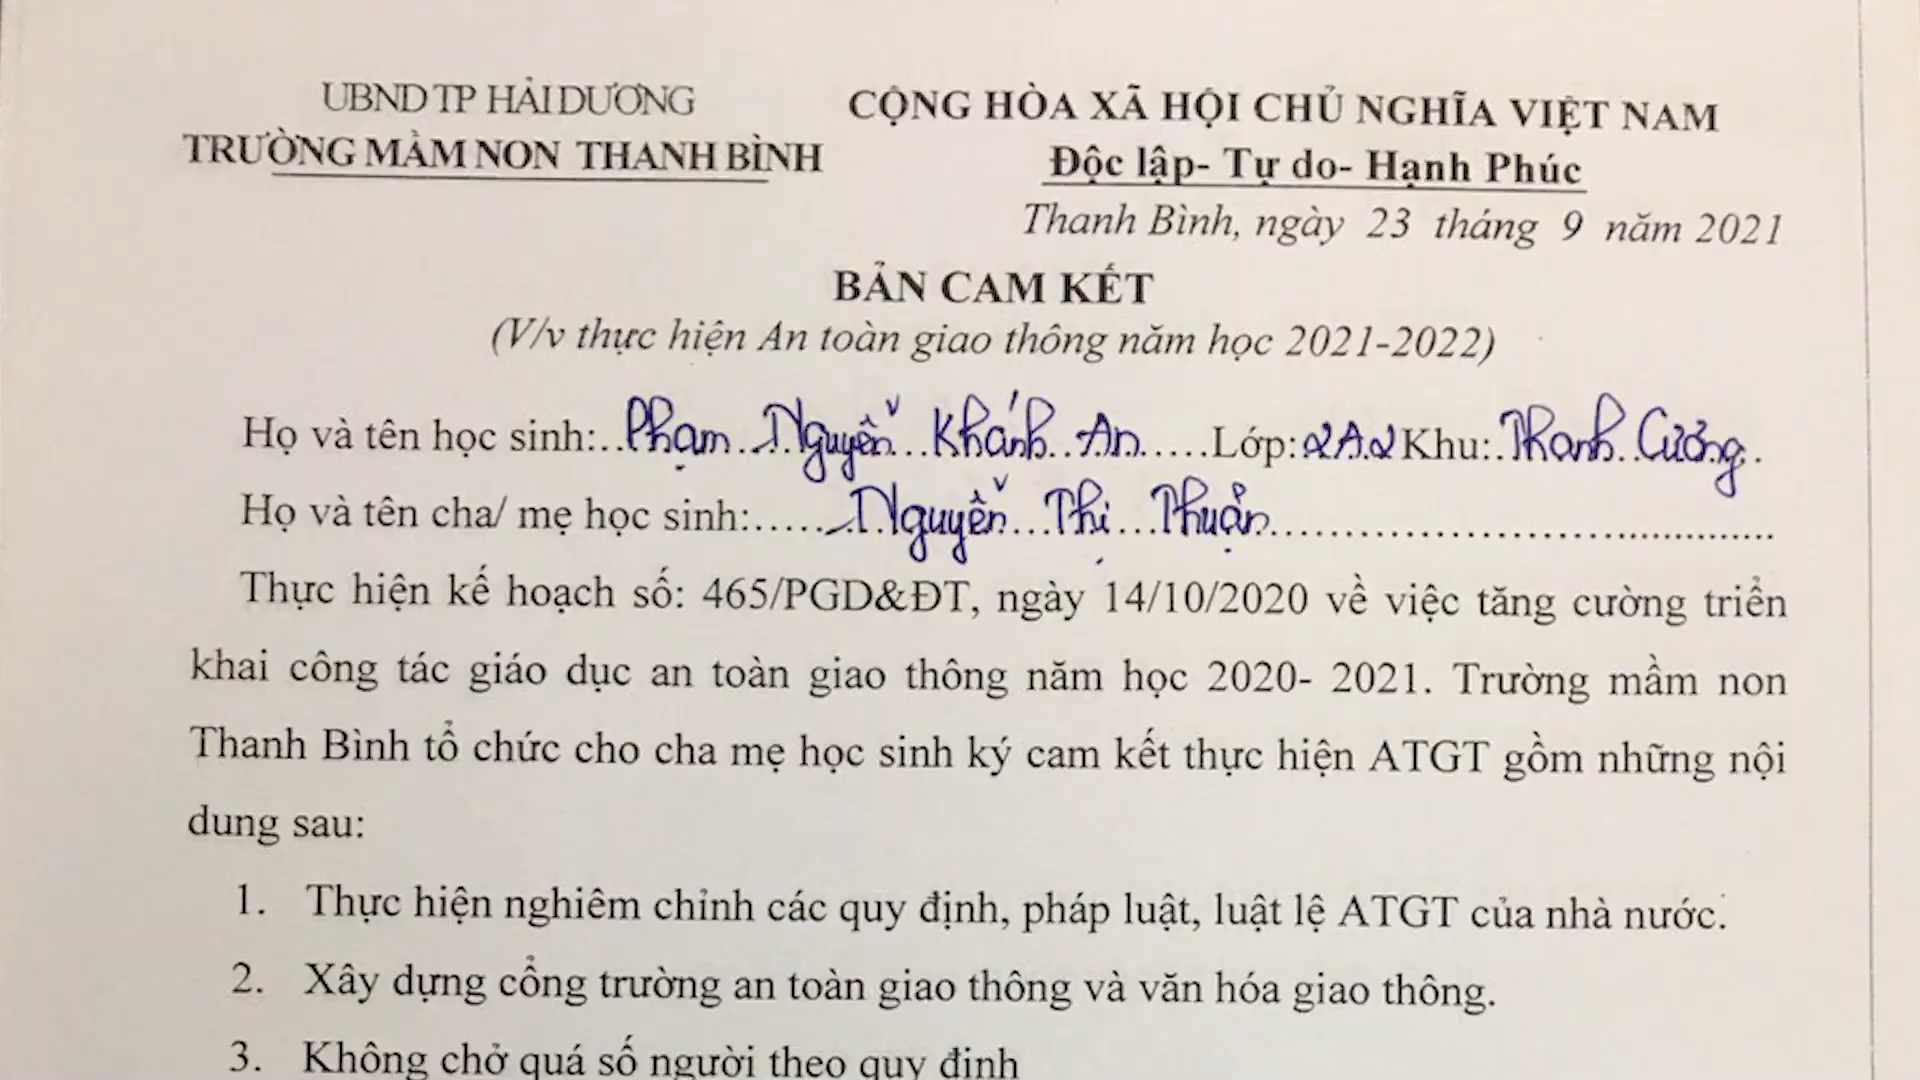 UBND TP HẢI DƯƠNG
TRƯỜNG MẦM NON THANH BÌNH
CỘNG HÒA XÃ HỘI CHỦ NGHĨA VIỆT NAM
Độc lập- Tự do- Hạnh Phúc
Thanh Bình, ngày 23 tháng 9 năm 2021
BẢN CAM KẾT
(V/v thực hiện An toàn giao thông năm học 2021-2022)
Họ và tên học sinh:..Phạm...Nguyễn...Khánh..An.....Lớp:2A2 Khu:.Thanh Cương.
Họ và tên cha/ mẹ học sinh:......Nguyễn...Thị...Thuận..........................................
Thực hiện kế hoạch số: 465/PGD&ĐT, ngày 14/10/2020 về việc tăng cường triển
khai công tác giáo dục an toàn giao thông năm học 2020- 2021. Trường mầm non
Thanh Bình tổ chức cho cha mẹ học sinh ký cam kết thực hiện ATGT gồm những nội
dung sau:
1. Thực hiện nghiêm chỉnh các quy định, pháp luật, luật lệ ATGT của nhà nước.
2. Xây dựng cổng trường an toàn giao thông và văn hóa giao thông.
3. Không chở quá số người theo quy định